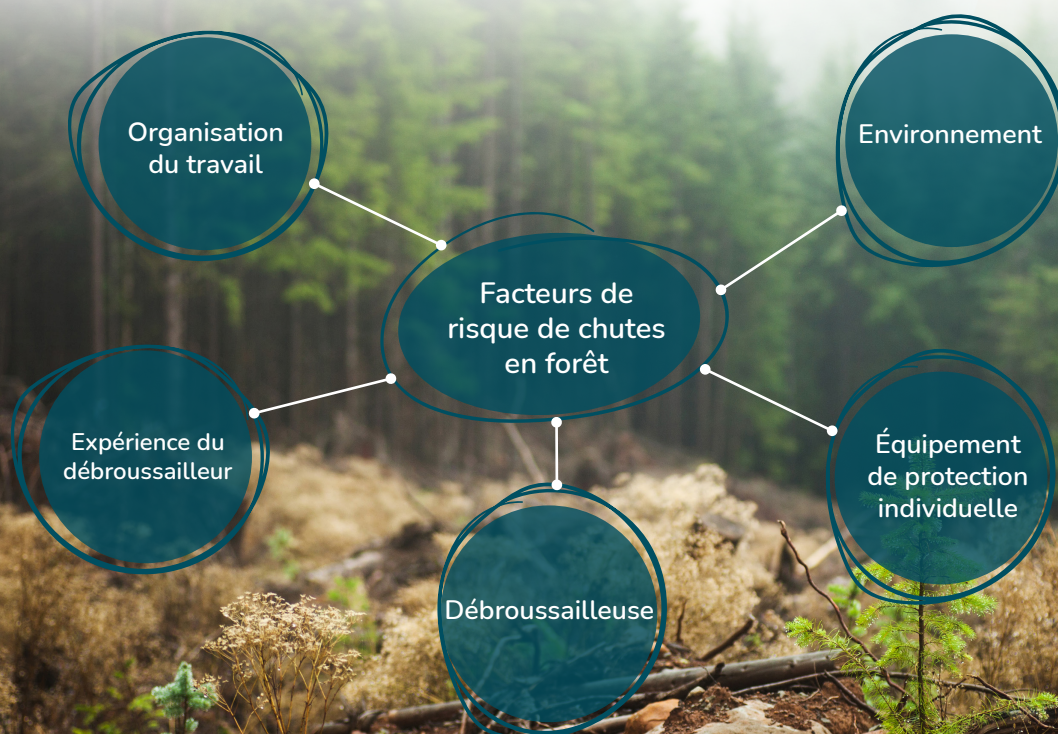 Organisation
du travail
Environnement
Facteurs de
risque de chutes
en forêt
Expérience du
débroussailleur
Équipement
de protection
individuelle
Débroussailleuse